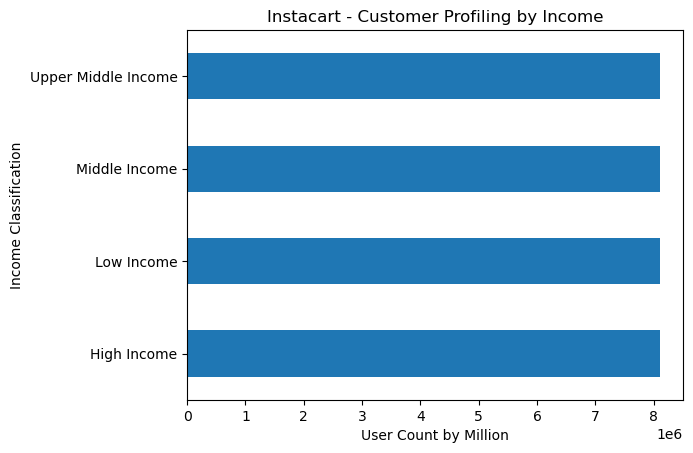 Instacart - Customer Profiling by Income
Income Classification
Upper Middle Income
Middle Income
Low Income
High Income
0 1 2 3 4 5 6 7 8
1e6
User Count by Million